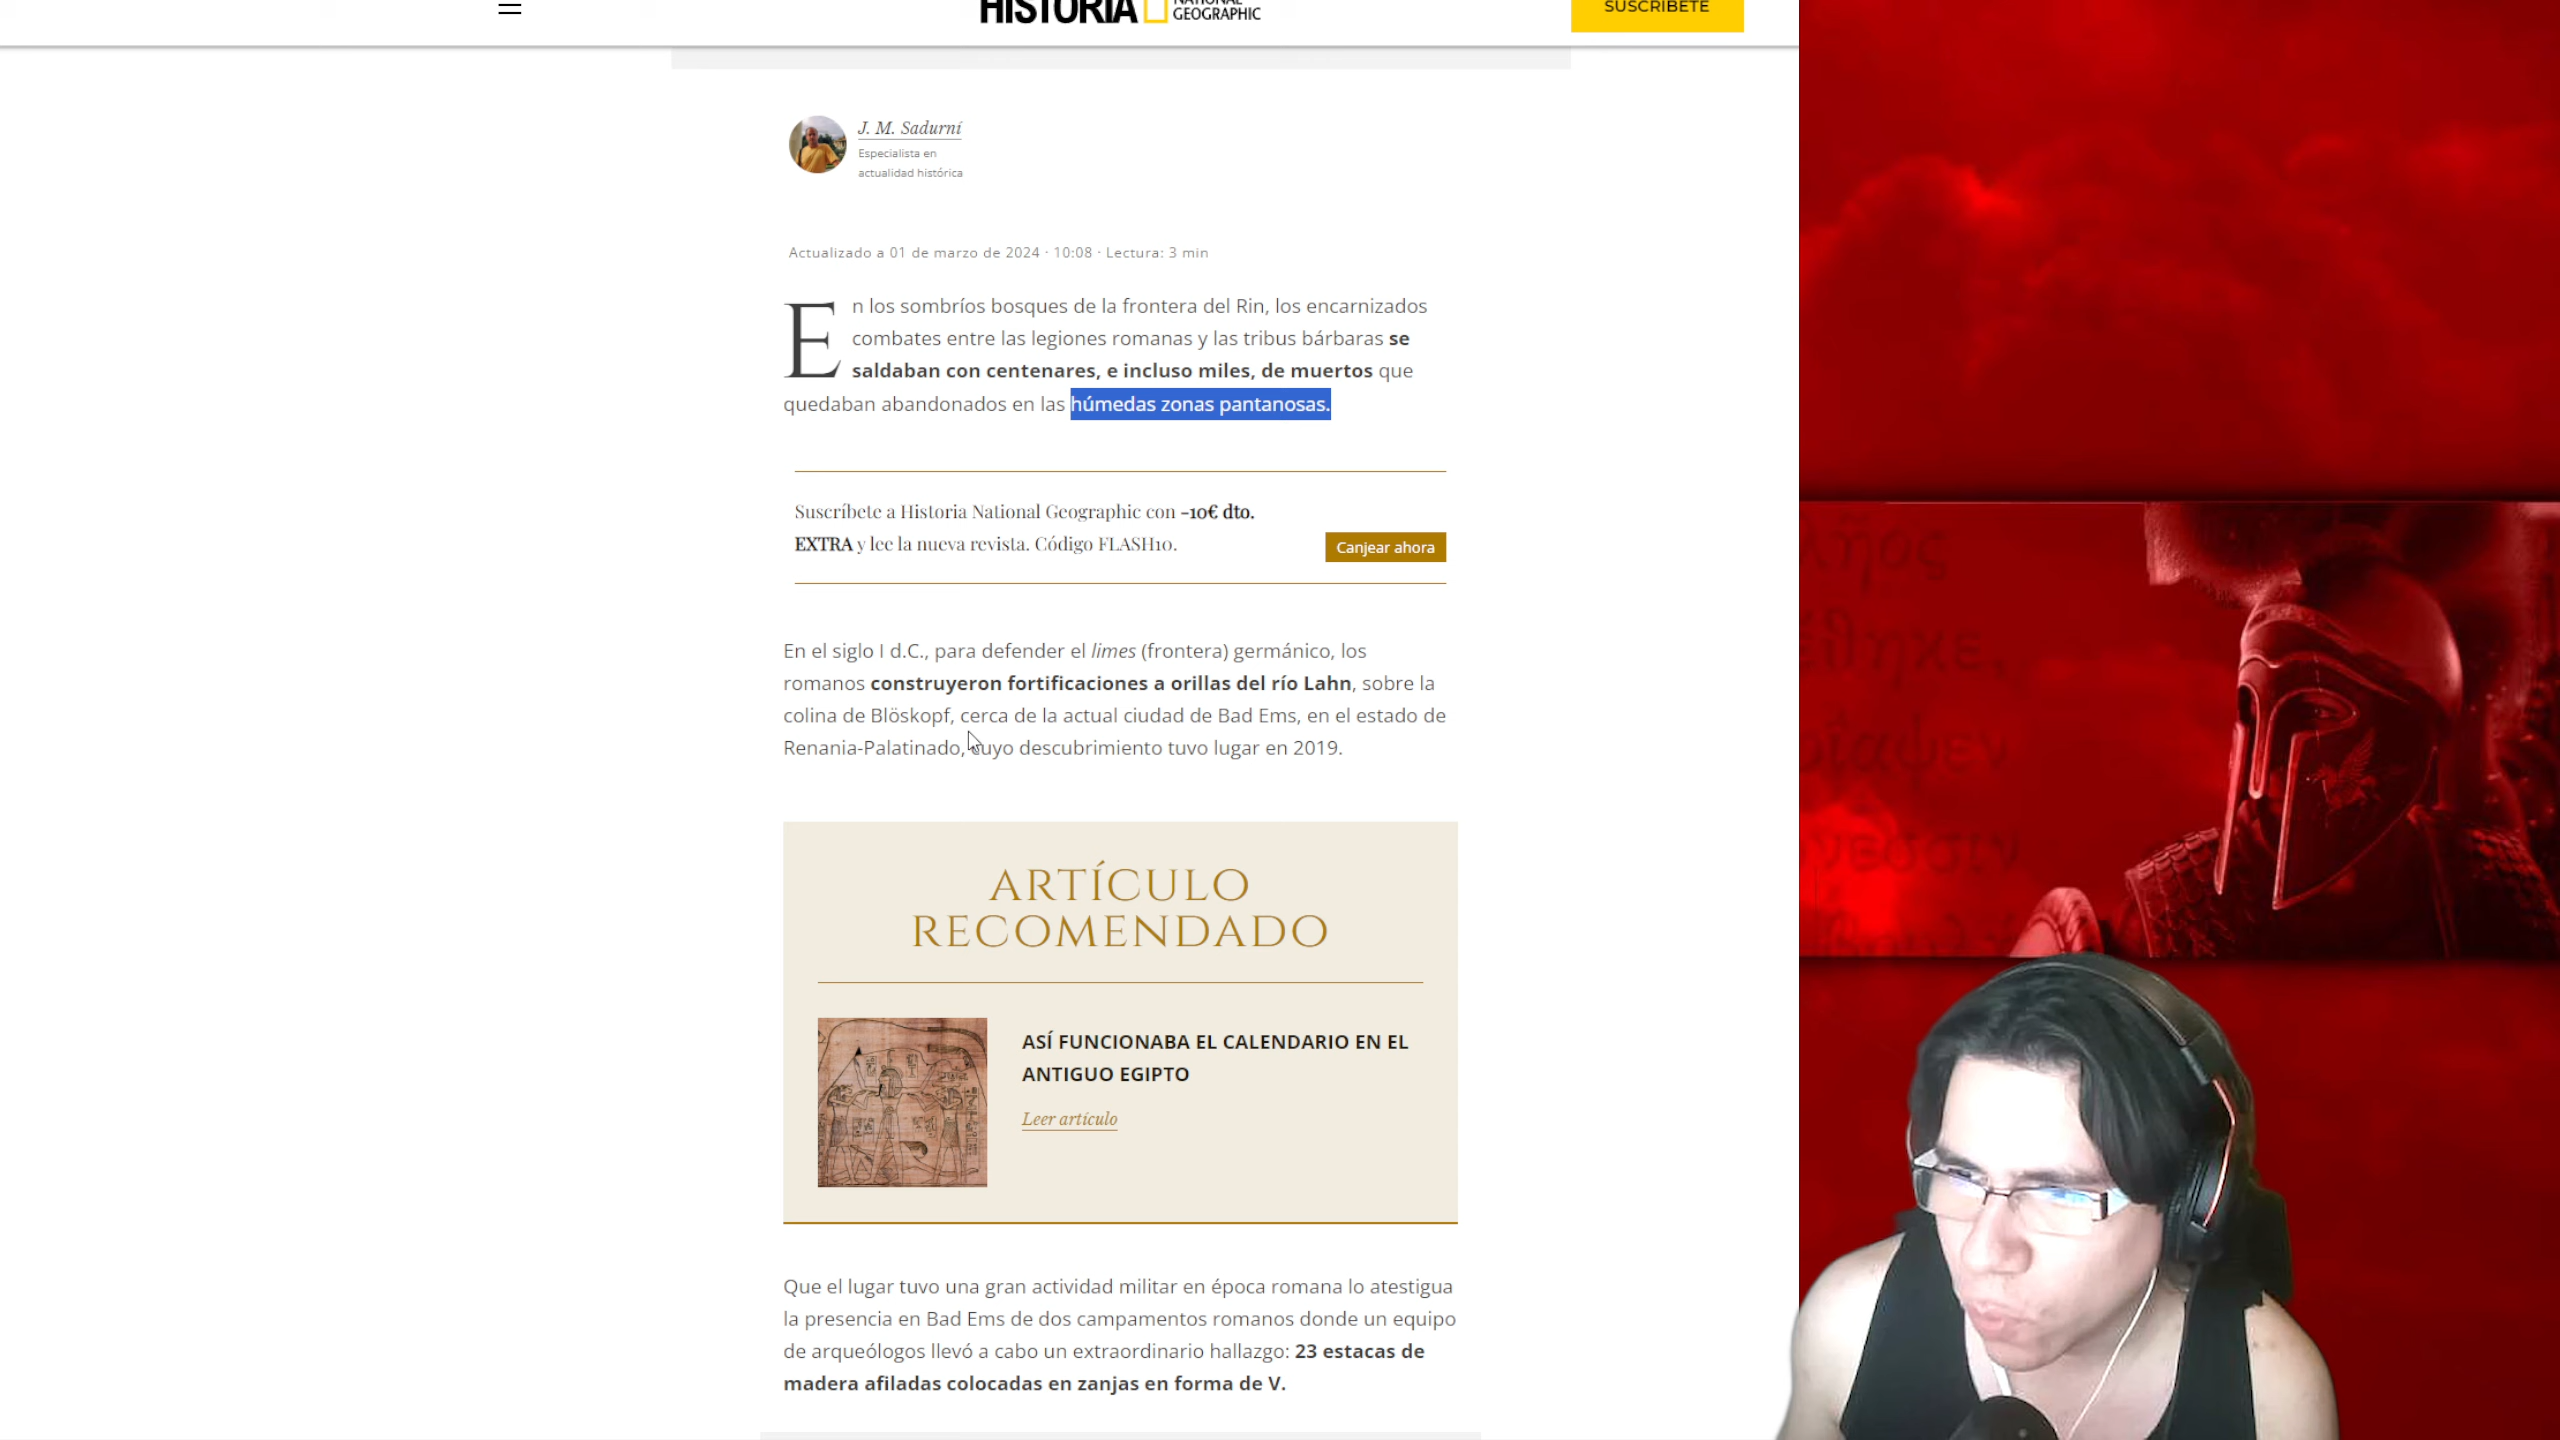 HISTORIA NATIONAL GEOGRAPHIC
SUSCRÍBETE
J. M. Sadurní
Especialista en
actualidad histórica
Actualizado a 01 de marzo de 2024 · 10:08 · Lectura: 3 min
En los sombríos bosques de la frontera del Rin, los encarnizados
combates entre las legiones romanas y las tribus bárbaras se
saldaban con centenares, e incluso miles, de muertos que
quedaban abandonados en las húmedas zonas pantanosas.
Suscríbete a Historia National Geographic con -10€ dto.
EXTRA y lee la nueva revista. Código FLASH10.
Canjear ahora
En el siglo I d.C., para defender el limes (frontera) germánico, los
romanos construyeron fortificaciones a orillas del río Lahn, sobre la
colina de Blöskopf, cerca de la actual ciudad de Bad Ems, en el estado de
Renania-Palatinado, cuyo descubrimiento tuvo lugar en 2019.
ARTÍCULO
RECOMENDADO
ASÍ FUNCIONABA EL CALENDARIO EN EL
ANTIGUO EGIPTO
Leer artículo
Que el lugar tuvo una gran actividad militar en época romana lo atestigua
la presencia en Bad Ems de dos campamentos romanos donde un equipo
de arqueólogos llevó a cabo un extraordinario hallazgo: 23 estacas de
madera afiladas colocadas en zanjas en forma de V.